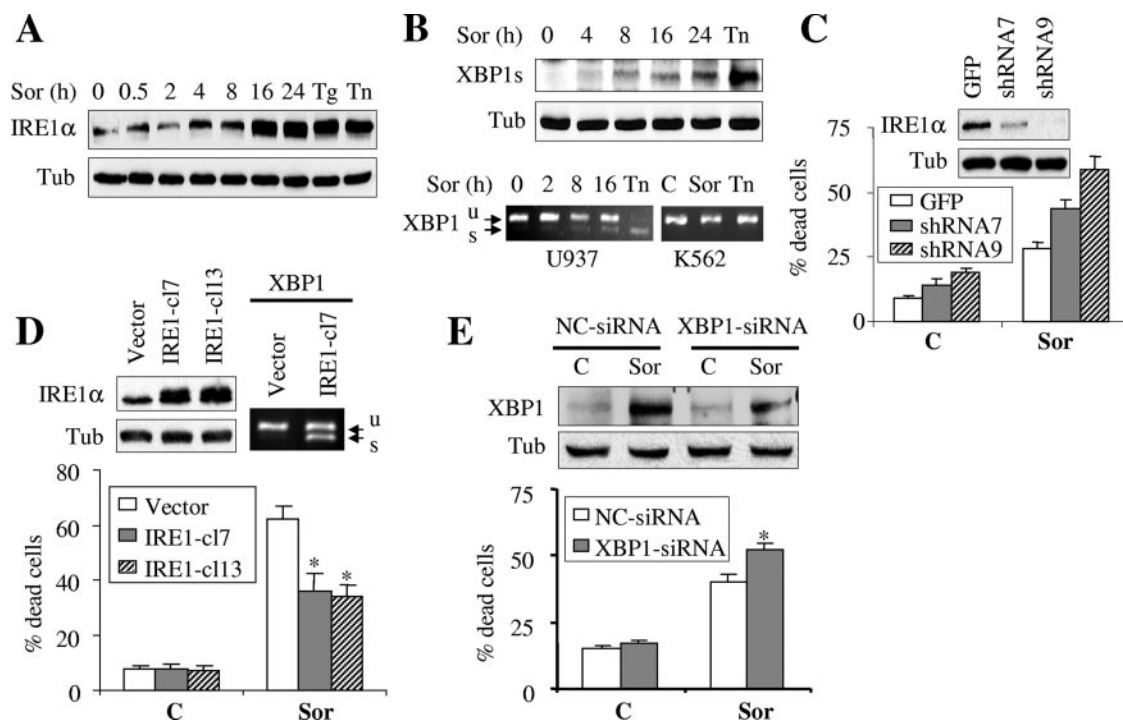 A
Sor (h) 0 0.5 2 4 8 16 24 Tg Tn
IRE1α
Tub
B
Sor (h) 0 4 8 16 24 Tn
XBP1s
Tub
Sor (h)
0 2 8 16 Tn C Sor Tn
XBP1 u
s
U937 K562
C
GFP
shRNA7
shRNA9
IRE1α
Tub
75
50
25
0
% dead cells
GFP
shRNA7
shRNA9
C Sor
D
Vector
IRE1-cl7
IRE1-cl13
IRE1α
Tub
XBP1
Vector
IRE1-cl7
u
s
80
60
40
20
0
% dead cells
Vector
IRE1-cl7
IRE1-cl13
* *
C Sor
E
NC-siRNA XBP1-siRNA
C Sor C Sor
XBP1
Tub
75
50
25
0
% dead cells
NC-siRNA
XBP1-siRNA
*
C Sor